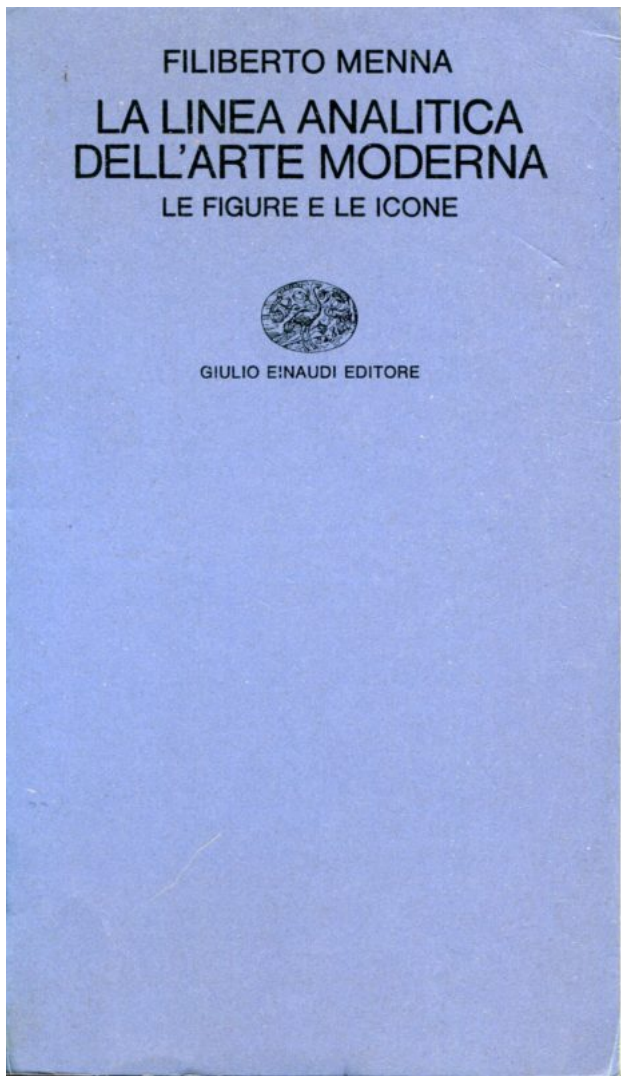 FILIBERTO MENNA
LA LINEA ANALITICA
DELL'ARTE MODERNA
LE FIGURE E LE ICONE
GIULIO EINAUDI EDITORE